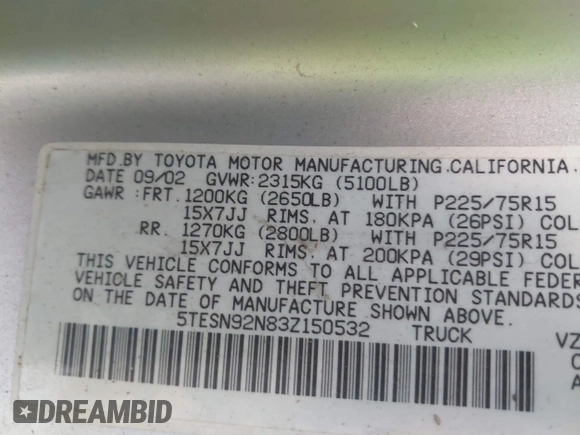 MFD.BY TOYOTA MOTOR MANUFACTURING.CALIFORNIA.
DATE 09/02 GVWR:2315KG (5100LB)
GAWR:FRT.1200KG (2650LB) WITH P225/75R15
15X7JJ RIMS. AT 180KPA (26PSI) COL
RR. 1270KG (2800LB) WITH P225/75R15
15X7JJ RIMS. AT 200KPA (29PSI) COL
THIS VEHICLE CONFORMS TO ALL APPLICABLE FEDER
VEHICLE SAFETY AND THEFT PREVENTION STANDARDS
ON THE DATE OF MANUFACTURE SHOWN ABOVE.
5TESN92N83Z150532 TRUCK
VZ
C
A
DREAMBID